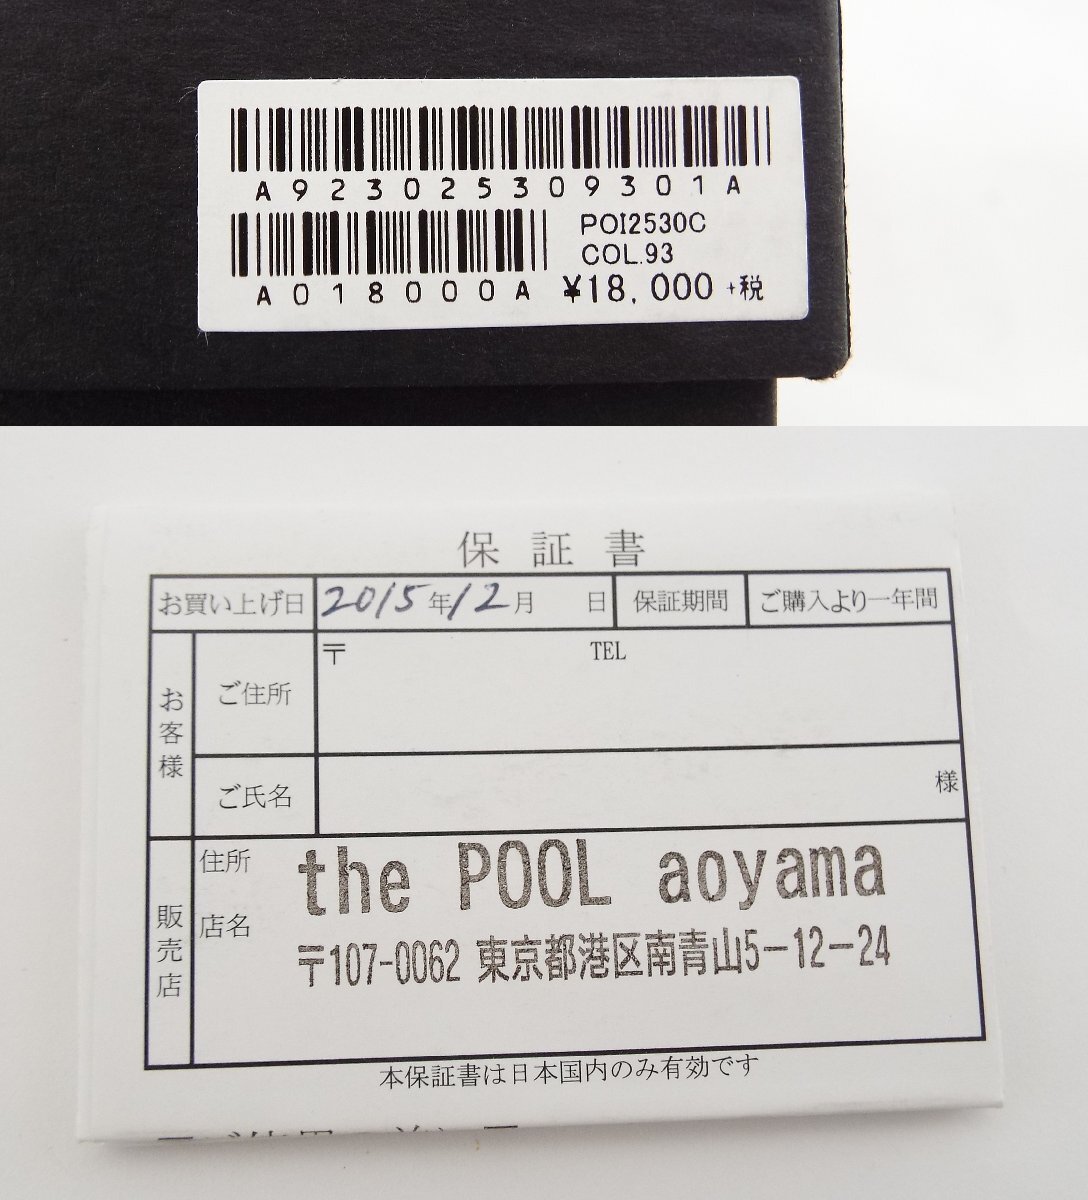 A923025309301A
POI2530C
COL.93
A018000A ¥18,000 +税
保証書
お買い上げ日 2015年12月 日 保証期間 ご購入より一年間
お客様
ご住所 〒 TEL
ご氏名 様
販売店
住所
店名
the POOL aoyama
〒107-0062 東京都港区南青山5-12-24
本保証書は日本国内のみ有効です